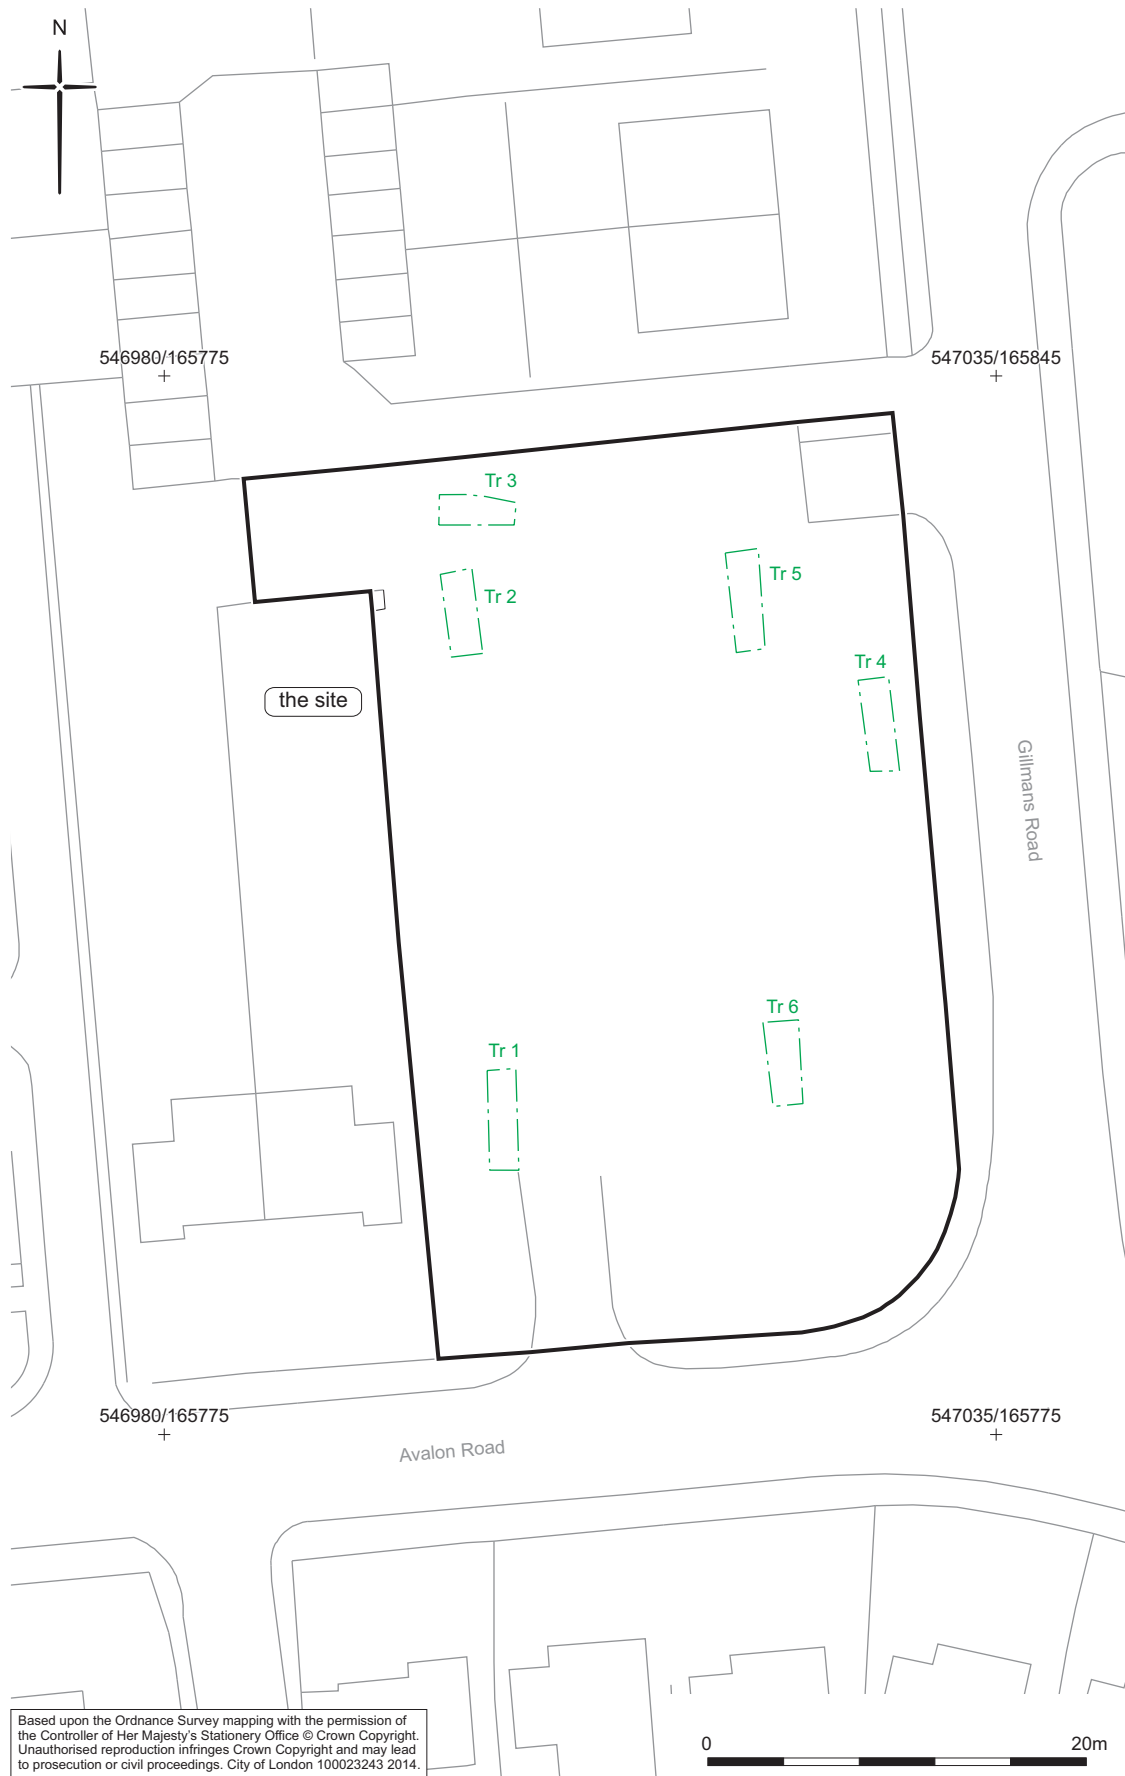 N
546980/165775
547035/165845
Tr 3
Tr 5
Tr 2
Tr 4
the site
Gillmans Road
Tr 6
Tr 1
546980/165775
547035/165775
Avalon Road
Based upon the Ordnance Survey mapping with the permission of
the Controller of Her Majesty's Stationery Office © Crown Copyright.
Unauthorised reproduction infringes Crown Copyright and may lead
to prosecution or civil proceedings. City of London 100023243 2014.
0
20m